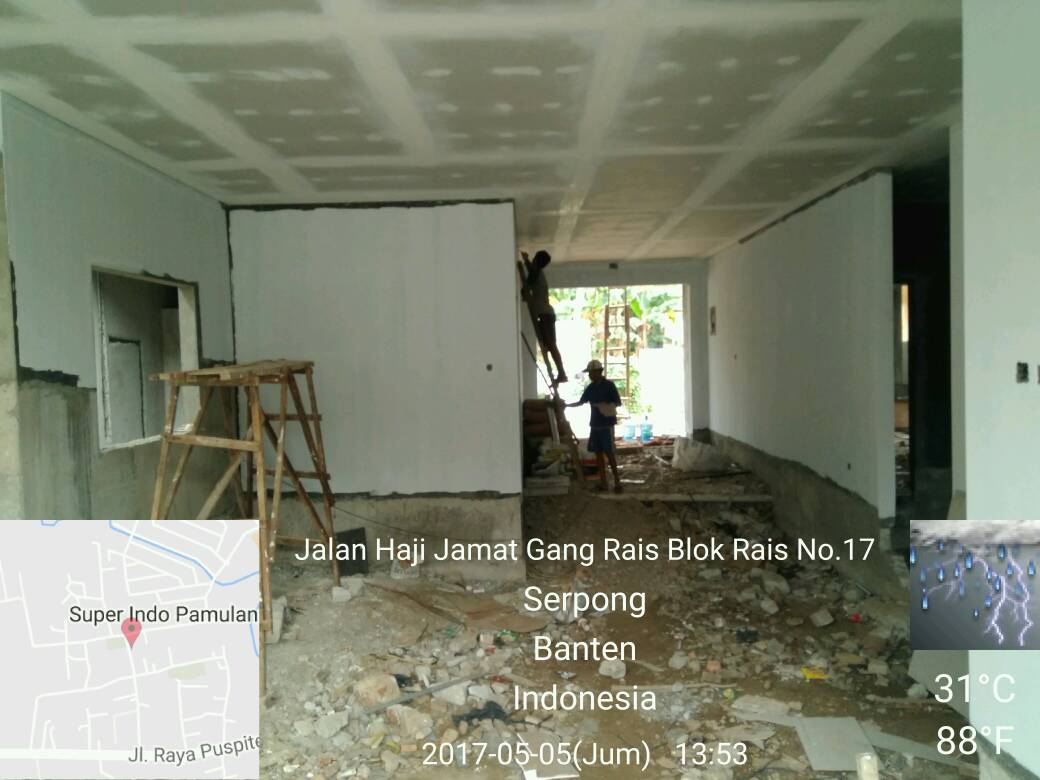 Jalan Haji Jamat Gang Rais Blok Rais No.17
Serpong
Banten
Indonesia
2017-05-05(Jum) 13:53
Super Indo Pamulan
Jl. Raya Puspite
31°C
88°F